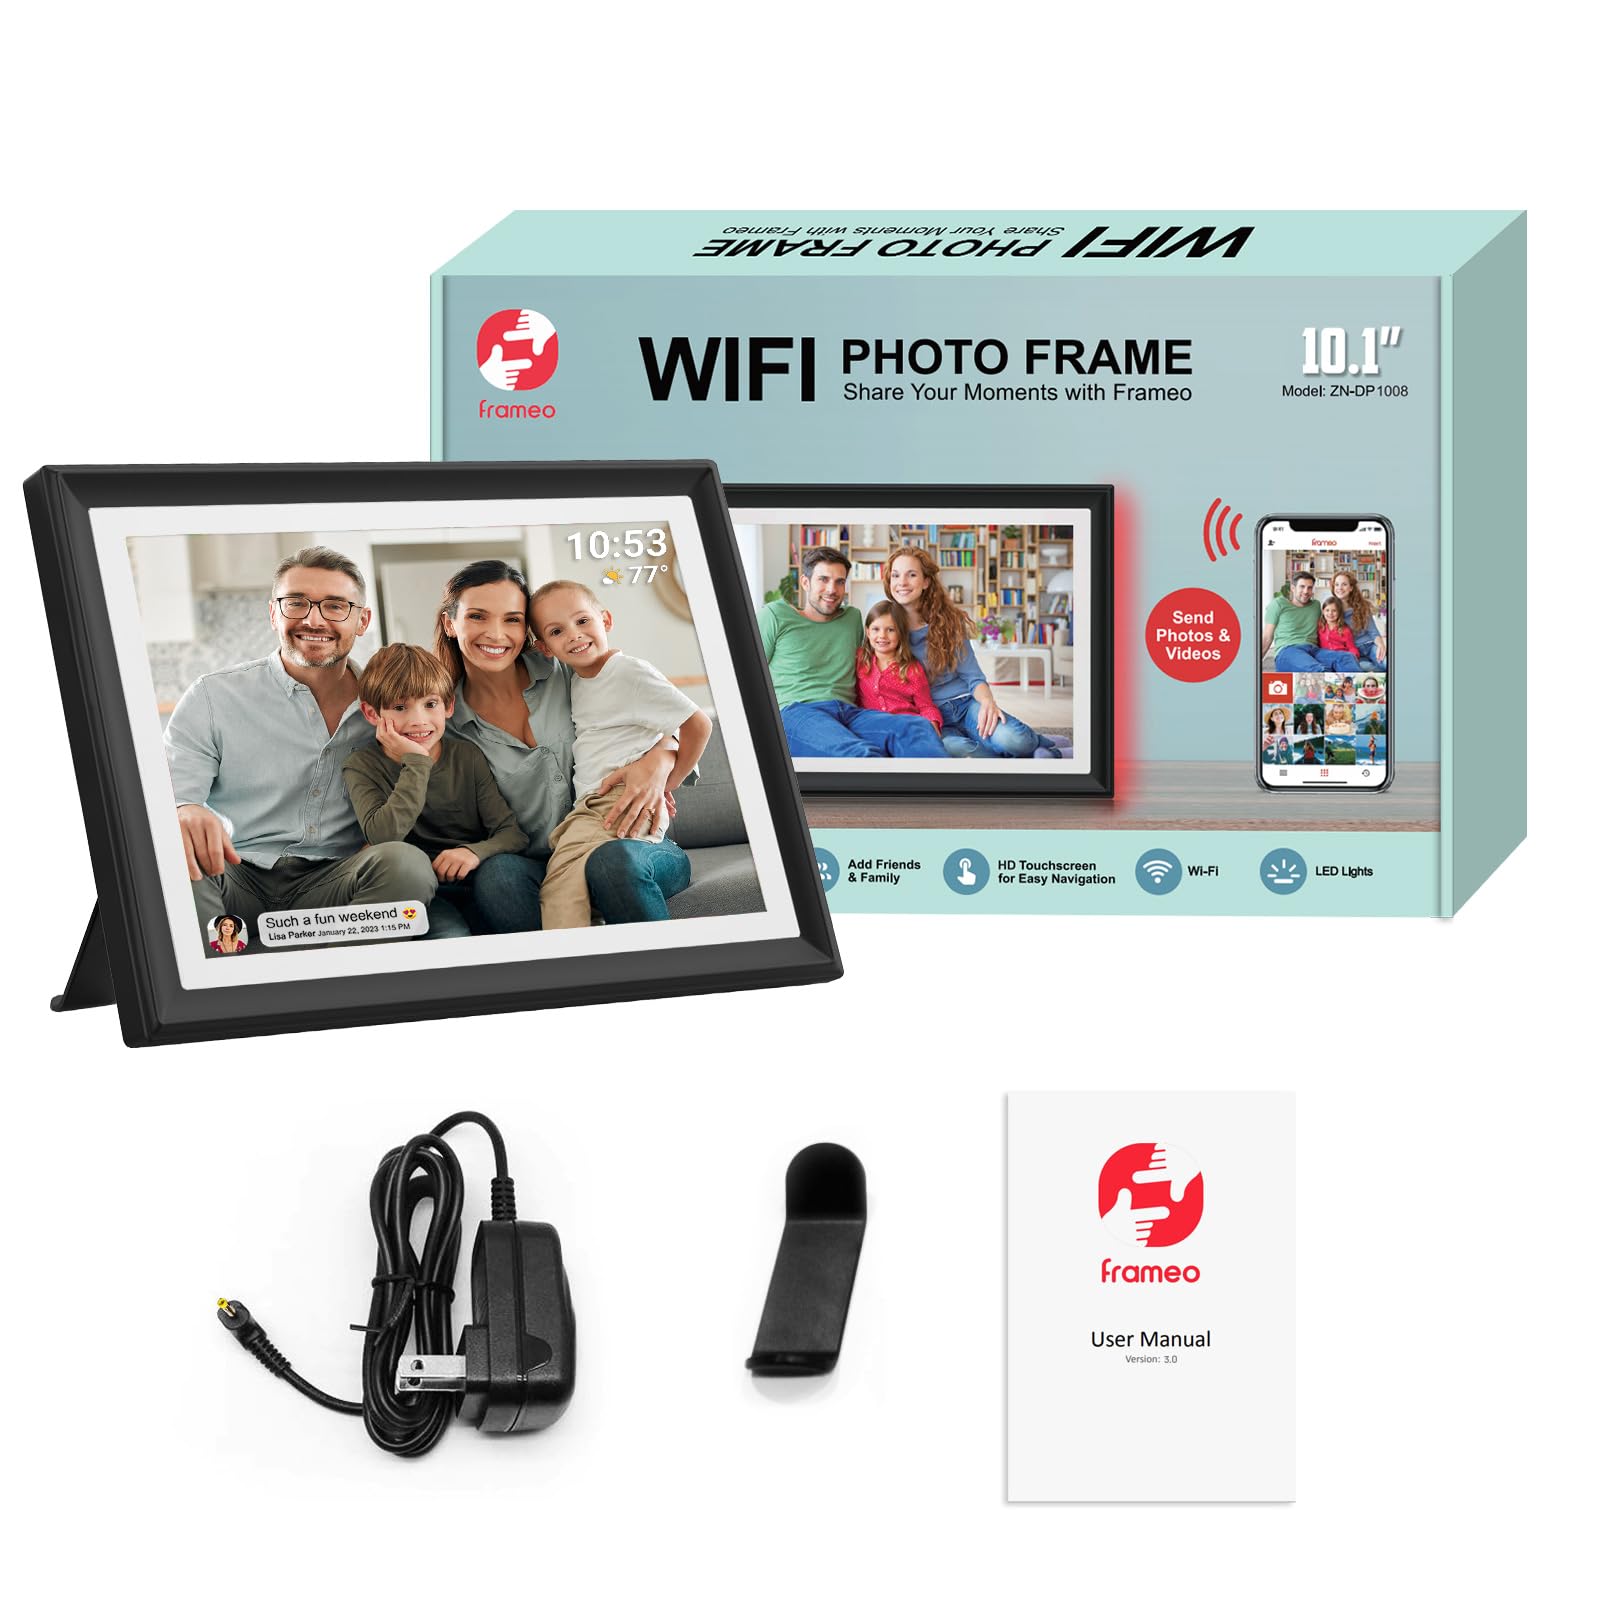 WIFI PHOTO FRAME
Share Your Moments with Frameo
frameo
WIFI PHOTO FRAME
Share Your Moments with Frameo
10.1"
Model: ZN-DP1008
10:53
77°
Such a fun weekend 😍
Lisa Parker January 22, 2023 1:15 PM
Send
Photos &
Videos
frameo
Add Friends
& Family
HD Touchscreen
for Easy Navigation
Wi-Fi
LED Lights
frameo
User Manual
Version: 3.0